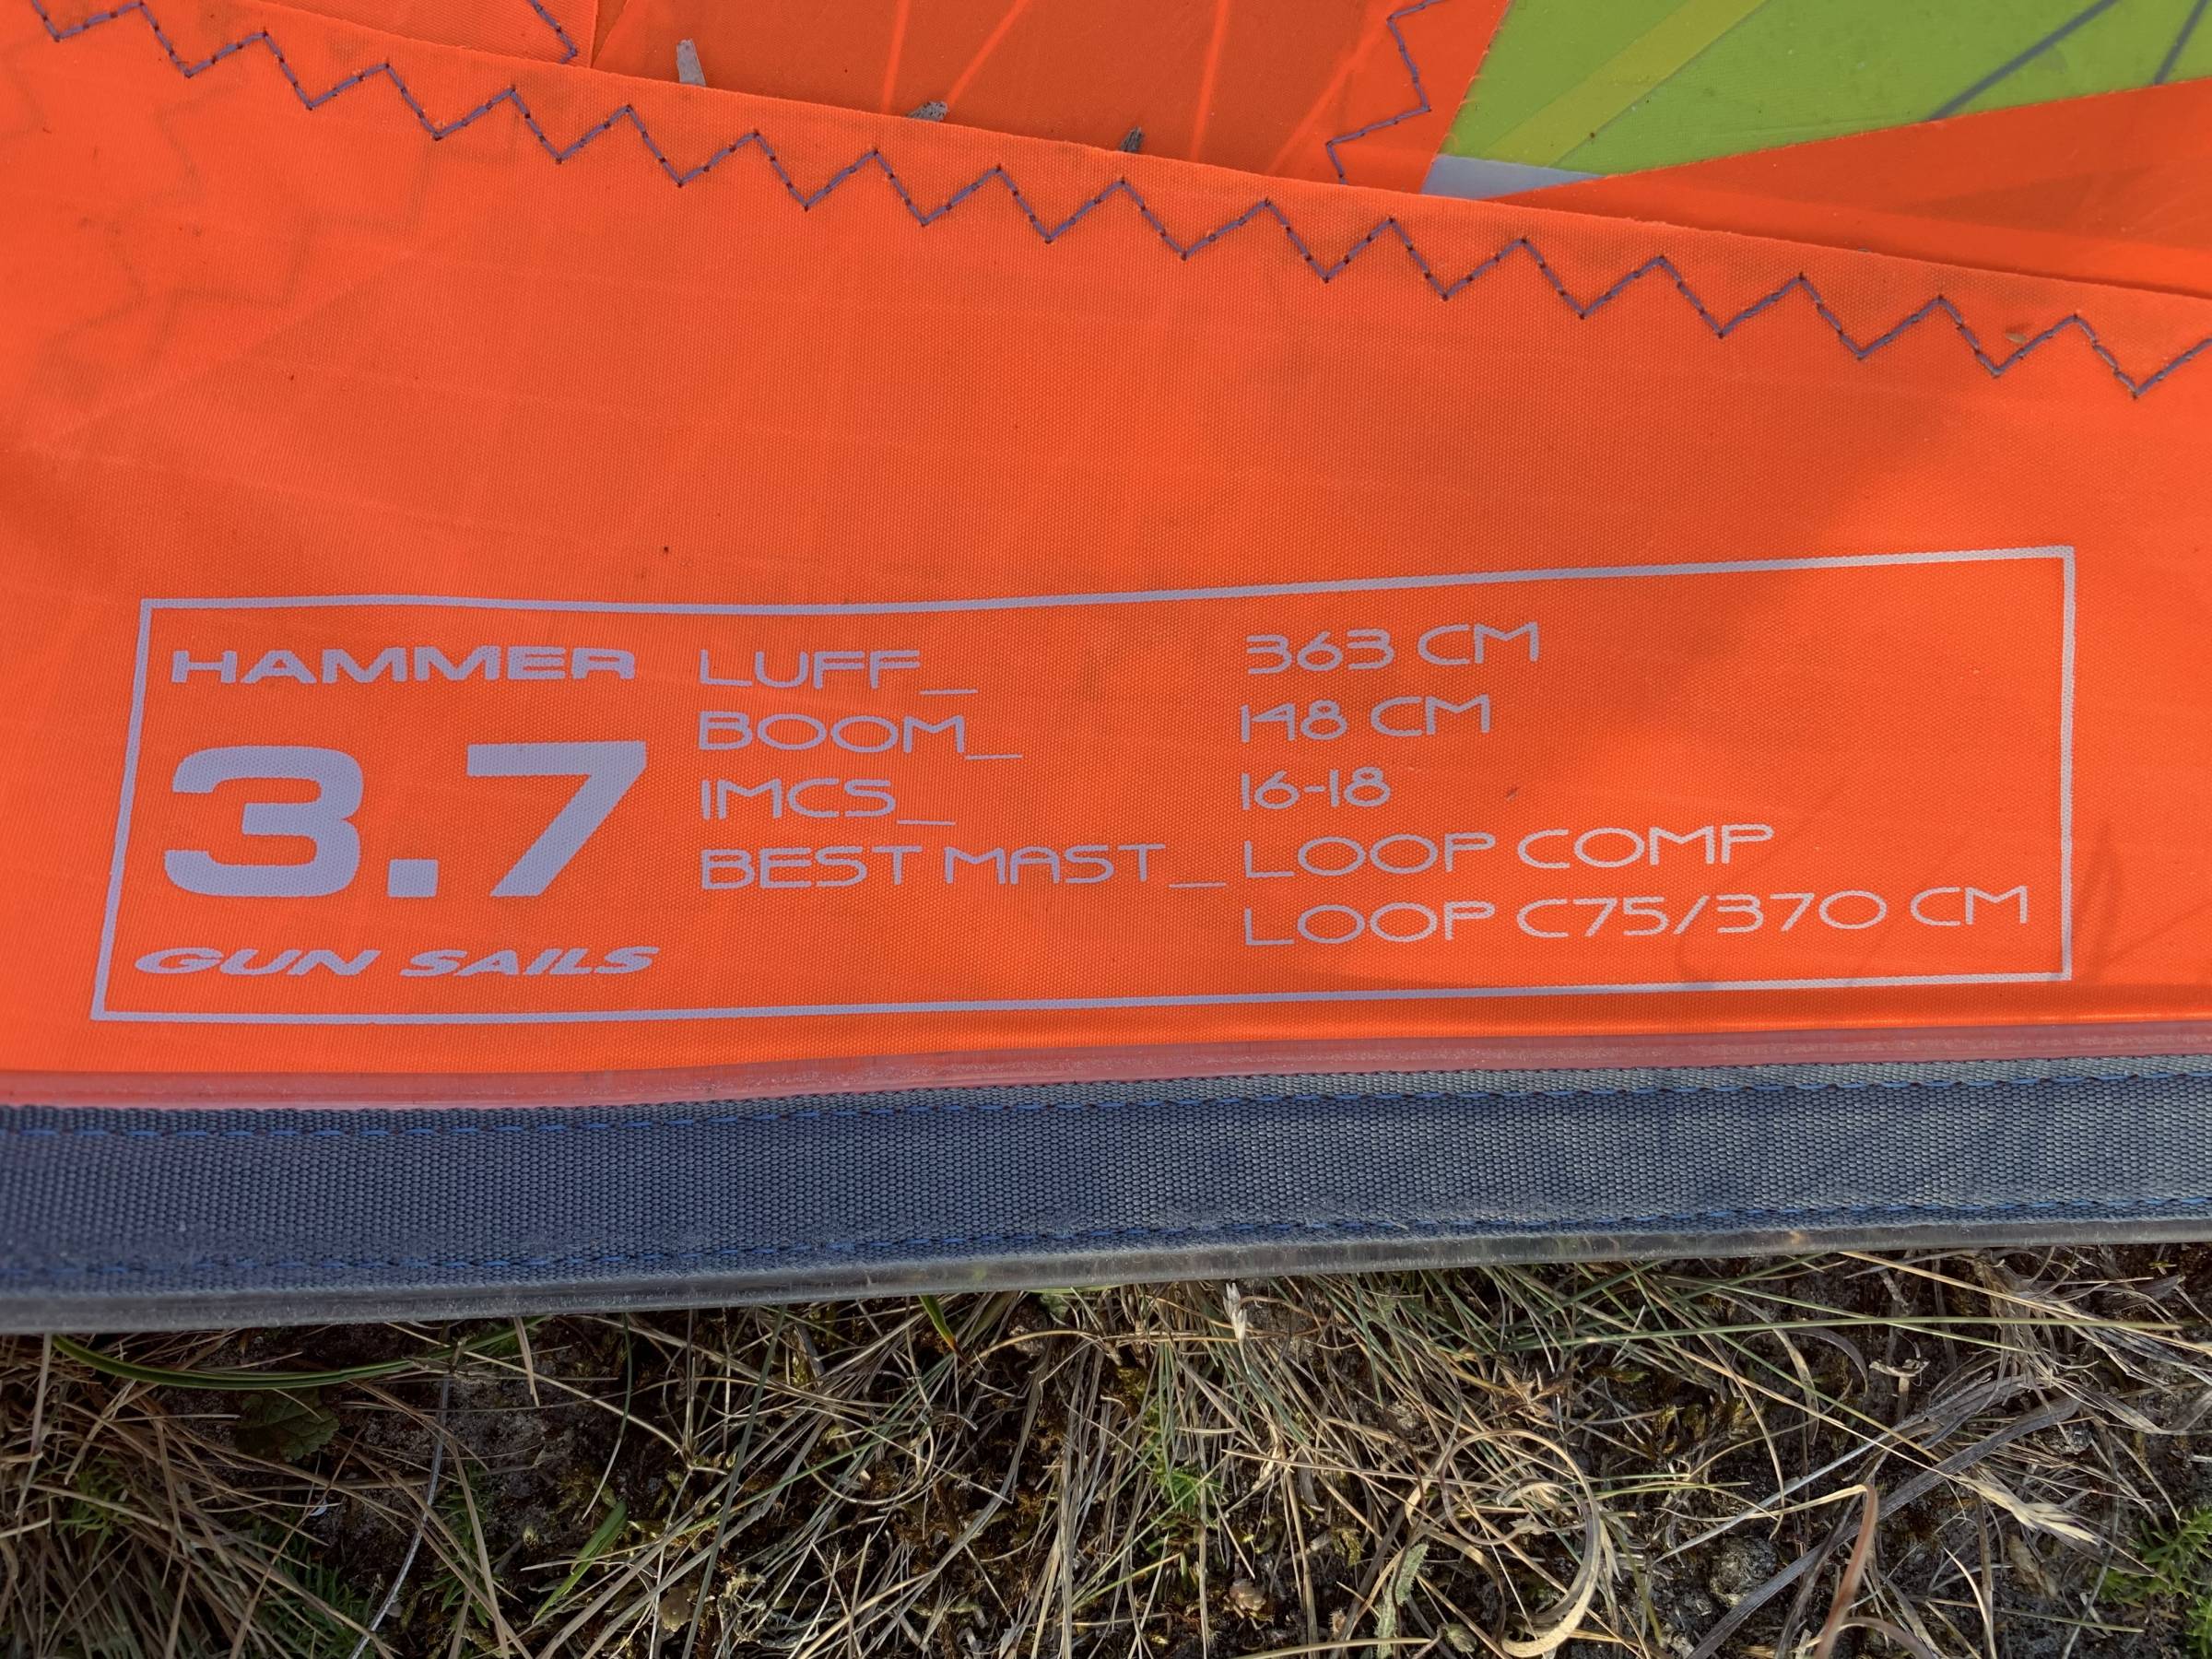 HAMMER
3.7
GUN SAILS
LUFF_ 363 CM
BOOM_ 148 CM
IMCS_ 16-18
BEST MAST_ LOOP COMP
LOOP C75/370 CM